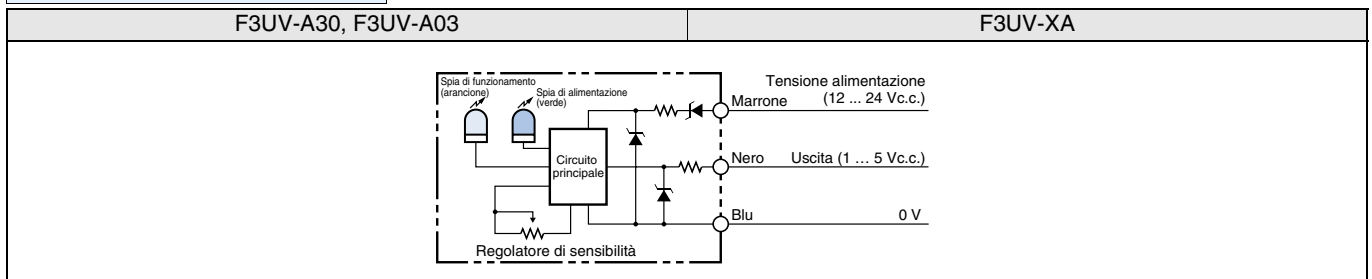 F3UV-A30, F3UV-A03
F3UV-XA
Spia di funzionamento
(arancione)
Spia di alimentazione
(verde)
Tensione alimentazione
Marrone (12 ... 24 Vc.c.)
Circuito
principale
Nero Uscita (1 … 5 Vc.c.)
Blu 0 V
Regolatore di sensibilità